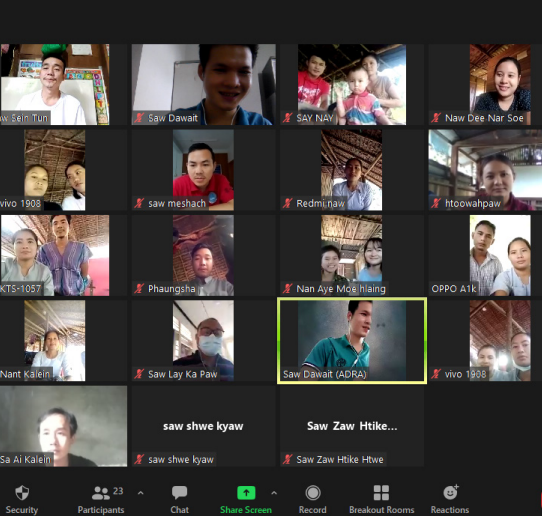 w Sein Tun
Saw Dawait
SAY NAY
Naw Dee Nar Soe
vivo 1908
saw meshach
Redmi,naw
htoowahpaw
KTS-1057
Phaungsha
Nan Aye Moe hlaing
OPPO A1k
Nant Kalein
Saw Lay Ka Paw
Saw Dawait (ADRA)
vivo 1908
Sa Ai Kalein
saw shwe kyaw
saw shwe kyaw
Saw Zaw Htike...
Saw Zaw Htike Htwe
Security
Participants
23
Chat
Share Screen
Record
Breakout Rooms
Reactions